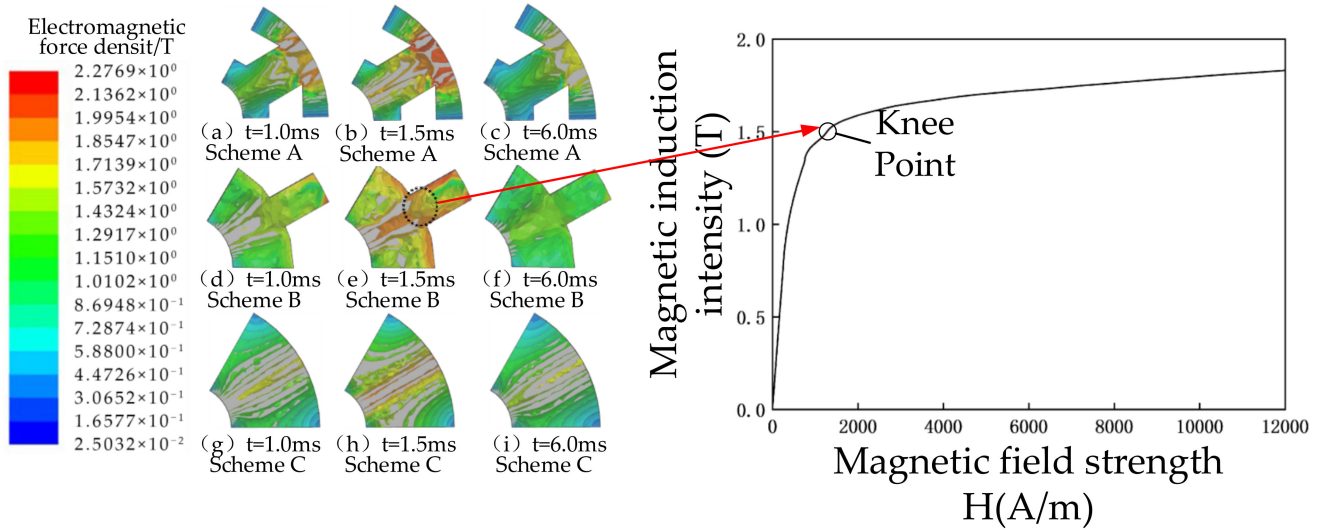 Electromagnetic
force densit/T
2.2769×10⁰
2.1362×10⁰
1.9954×10⁰
1.8547×10⁰
1.7139×10⁰
1.5732×10⁰
1.4324×10⁰
1.2917×10⁰
1.1510×10⁰
1.0102×10⁰
8.6948×10⁻¹
7.2874×10⁻¹
5.8800×10⁻¹
4.4726×10⁻¹
3.0652×10⁻¹
1.6577×10⁻¹
2.5032×10⁻²
(a) t=1.0ms
Scheme A
(b) t=1.5ms
Scheme A
(c) t=6.0ms
Scheme A
(d) t=1.0ms
Scheme B
(e) t=1.5ms
Scheme B
(f) t=6.0ms
Scheme B
(g) t=1.0ms
Scheme C
(h) t=1.5ms
Scheme C
(i) t=6.0ms
Scheme C
Magnetic induction
intensity (T)
2.0
1.5
1.0
0.5
0.0
Knee
Point
0
2000
4000
6000
8000
10000
12000
Magnetic field strength
H(A/m)